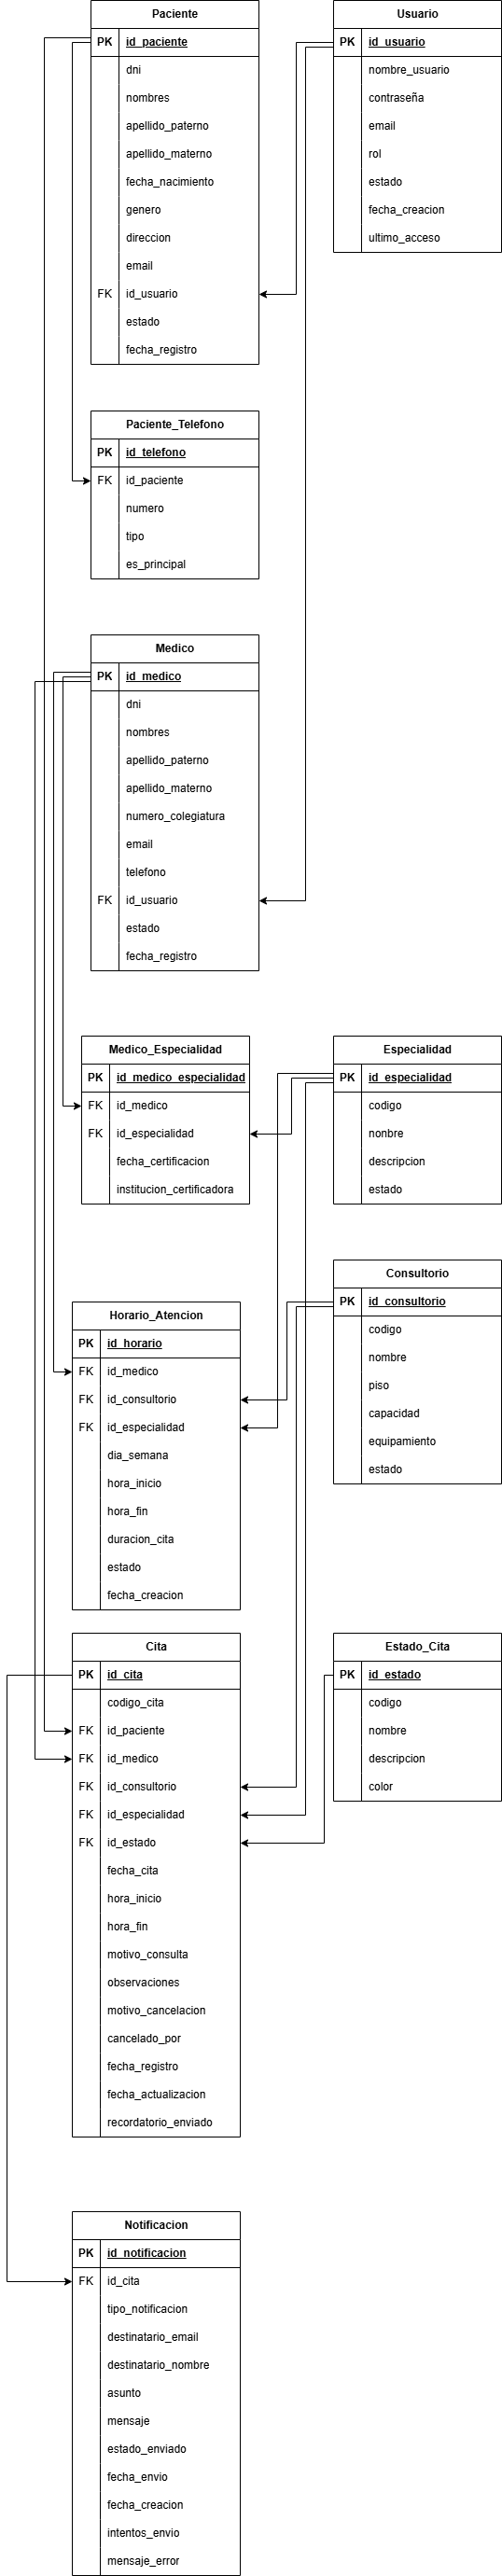 Paciente
PK id_paciente
dni
nombres
apellido_paterno
apellido_materno
fecha_nacimiento
genero
direccion
email
FK id_usuario
estado
fecha_registro
Usuario
PK id_usuario
nombre_usuario
contraseña
email
rol
estado
fecha_creacion
ultimo_acceso
Paciente_Telefono
PK id_telefono
FK id_paciente
numero
tipo
es_principal
Medico
PK id_medico
dni
nombres
apellido_paterno
apellido_materno
numero_colegiatura
email
telefono
FK id_usuario
estado
fecha_registro
Medico_Especialidad
PK id_medico_especialidad
FK id_medico
FK id_especialidad
fecha_certificacion
institucion_certificadora
Especialidad
PK id_especialidad
codigo
nonbre
descripcion
estado
Consultorio
PK id_consultorio
codigo
nombre
piso
capacidad
equipamiento
estado
Horario_Atencion
PK id_horario
FK id_medico
FK id_consultorio
FK id_especialidad
dia_semana
hora_inicio
hora_fin
duracion_cita
estado
fecha_creacion
Cita
PK id_cita
codigo_cita
FK id_paciente
FK id_medico
FK id_consultorio
FK id_especialidad
FK id_estado
fecha_cita
hora_inicio
hora_fin
motivo_consulta
observaciones
motivo_cancelacion
cancelado_por
fecha_registro
fecha_actualizacion
recordatorio_enviado
Estado_Cita
PK id_estado
codigo
nombre
descripcion
color
Notificacion
PK id_notificacion
FK id_cita
tipo_notificacion
destinatario_email
destinatario_nombre
asunto
mensaje
estado_enviado
fecha_envio
fecha_creacion
intentos_envio
mensaje_error